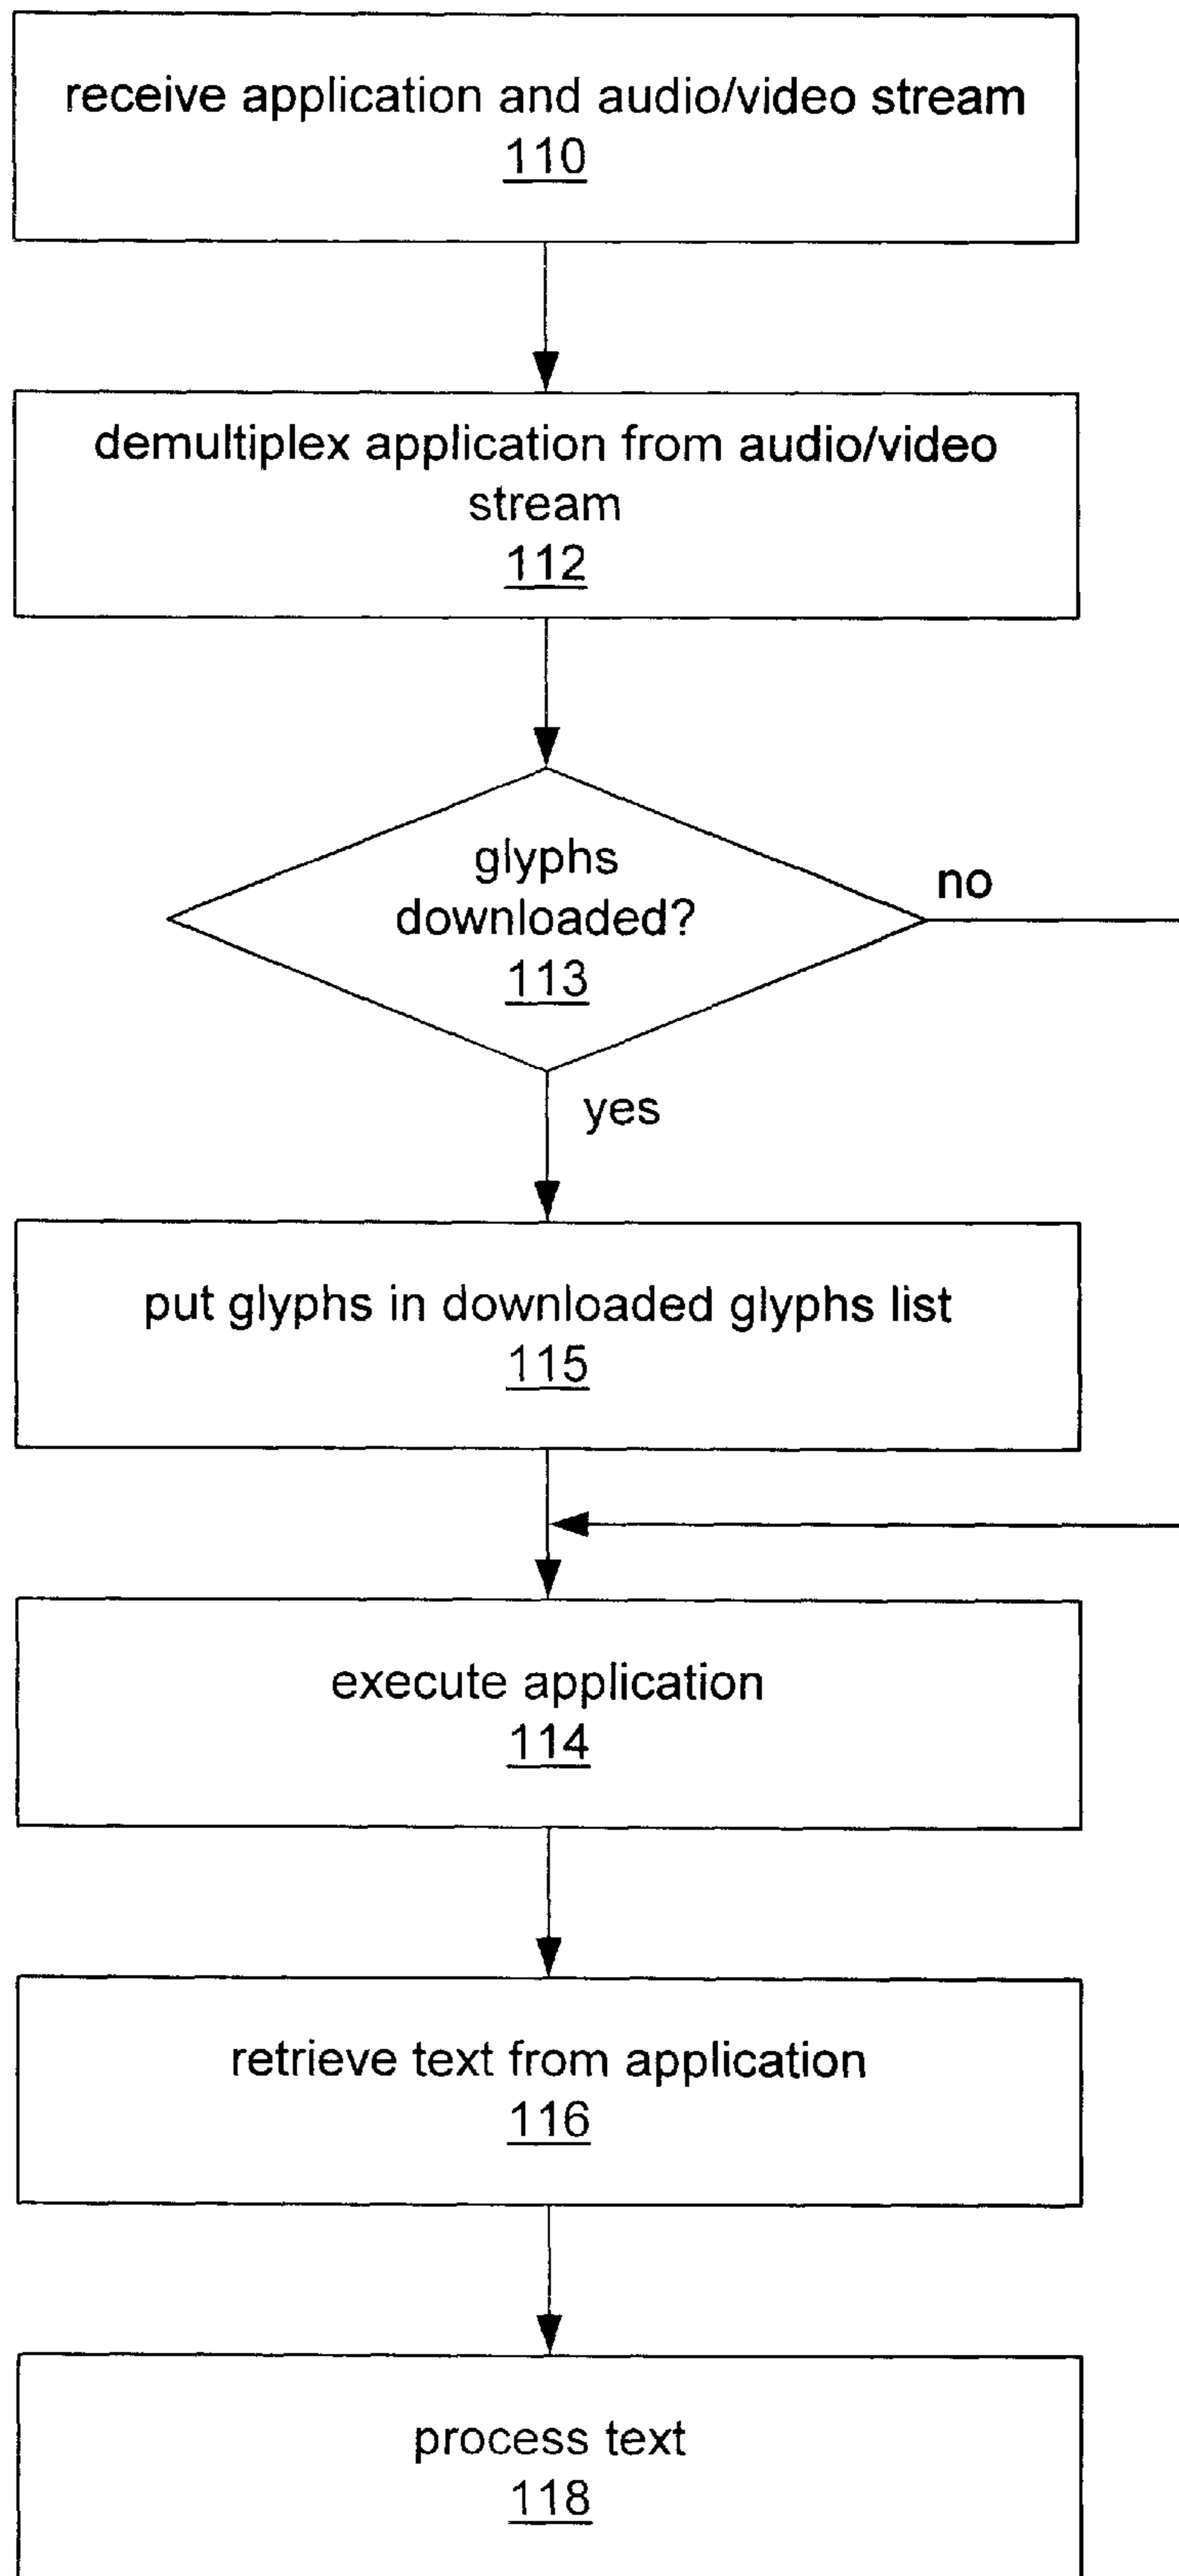 receive application and audio/video stream
110
demultiplex application from audio/video
stream
112
glyphs
downloaded?
113
no
yes
put glyphs in downloaded glyphs list
115
execute application
114
retrieve text from application
116
process text
118